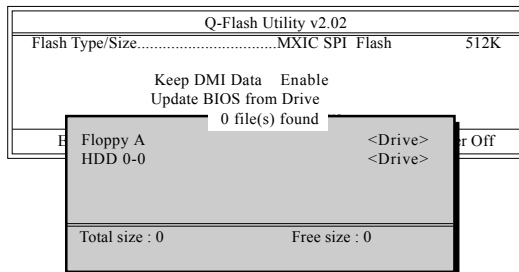 Q-Flash Utility v2.02
Flash Type/Size.................................MXIC SPI Flash 512K
Keep DMI Data Enable
Update BIOS from Drive
0 file(s) found
Floppy A <Drive>
HDD 0-0 <Drive>
Off
Total size : 0 Free size : 0